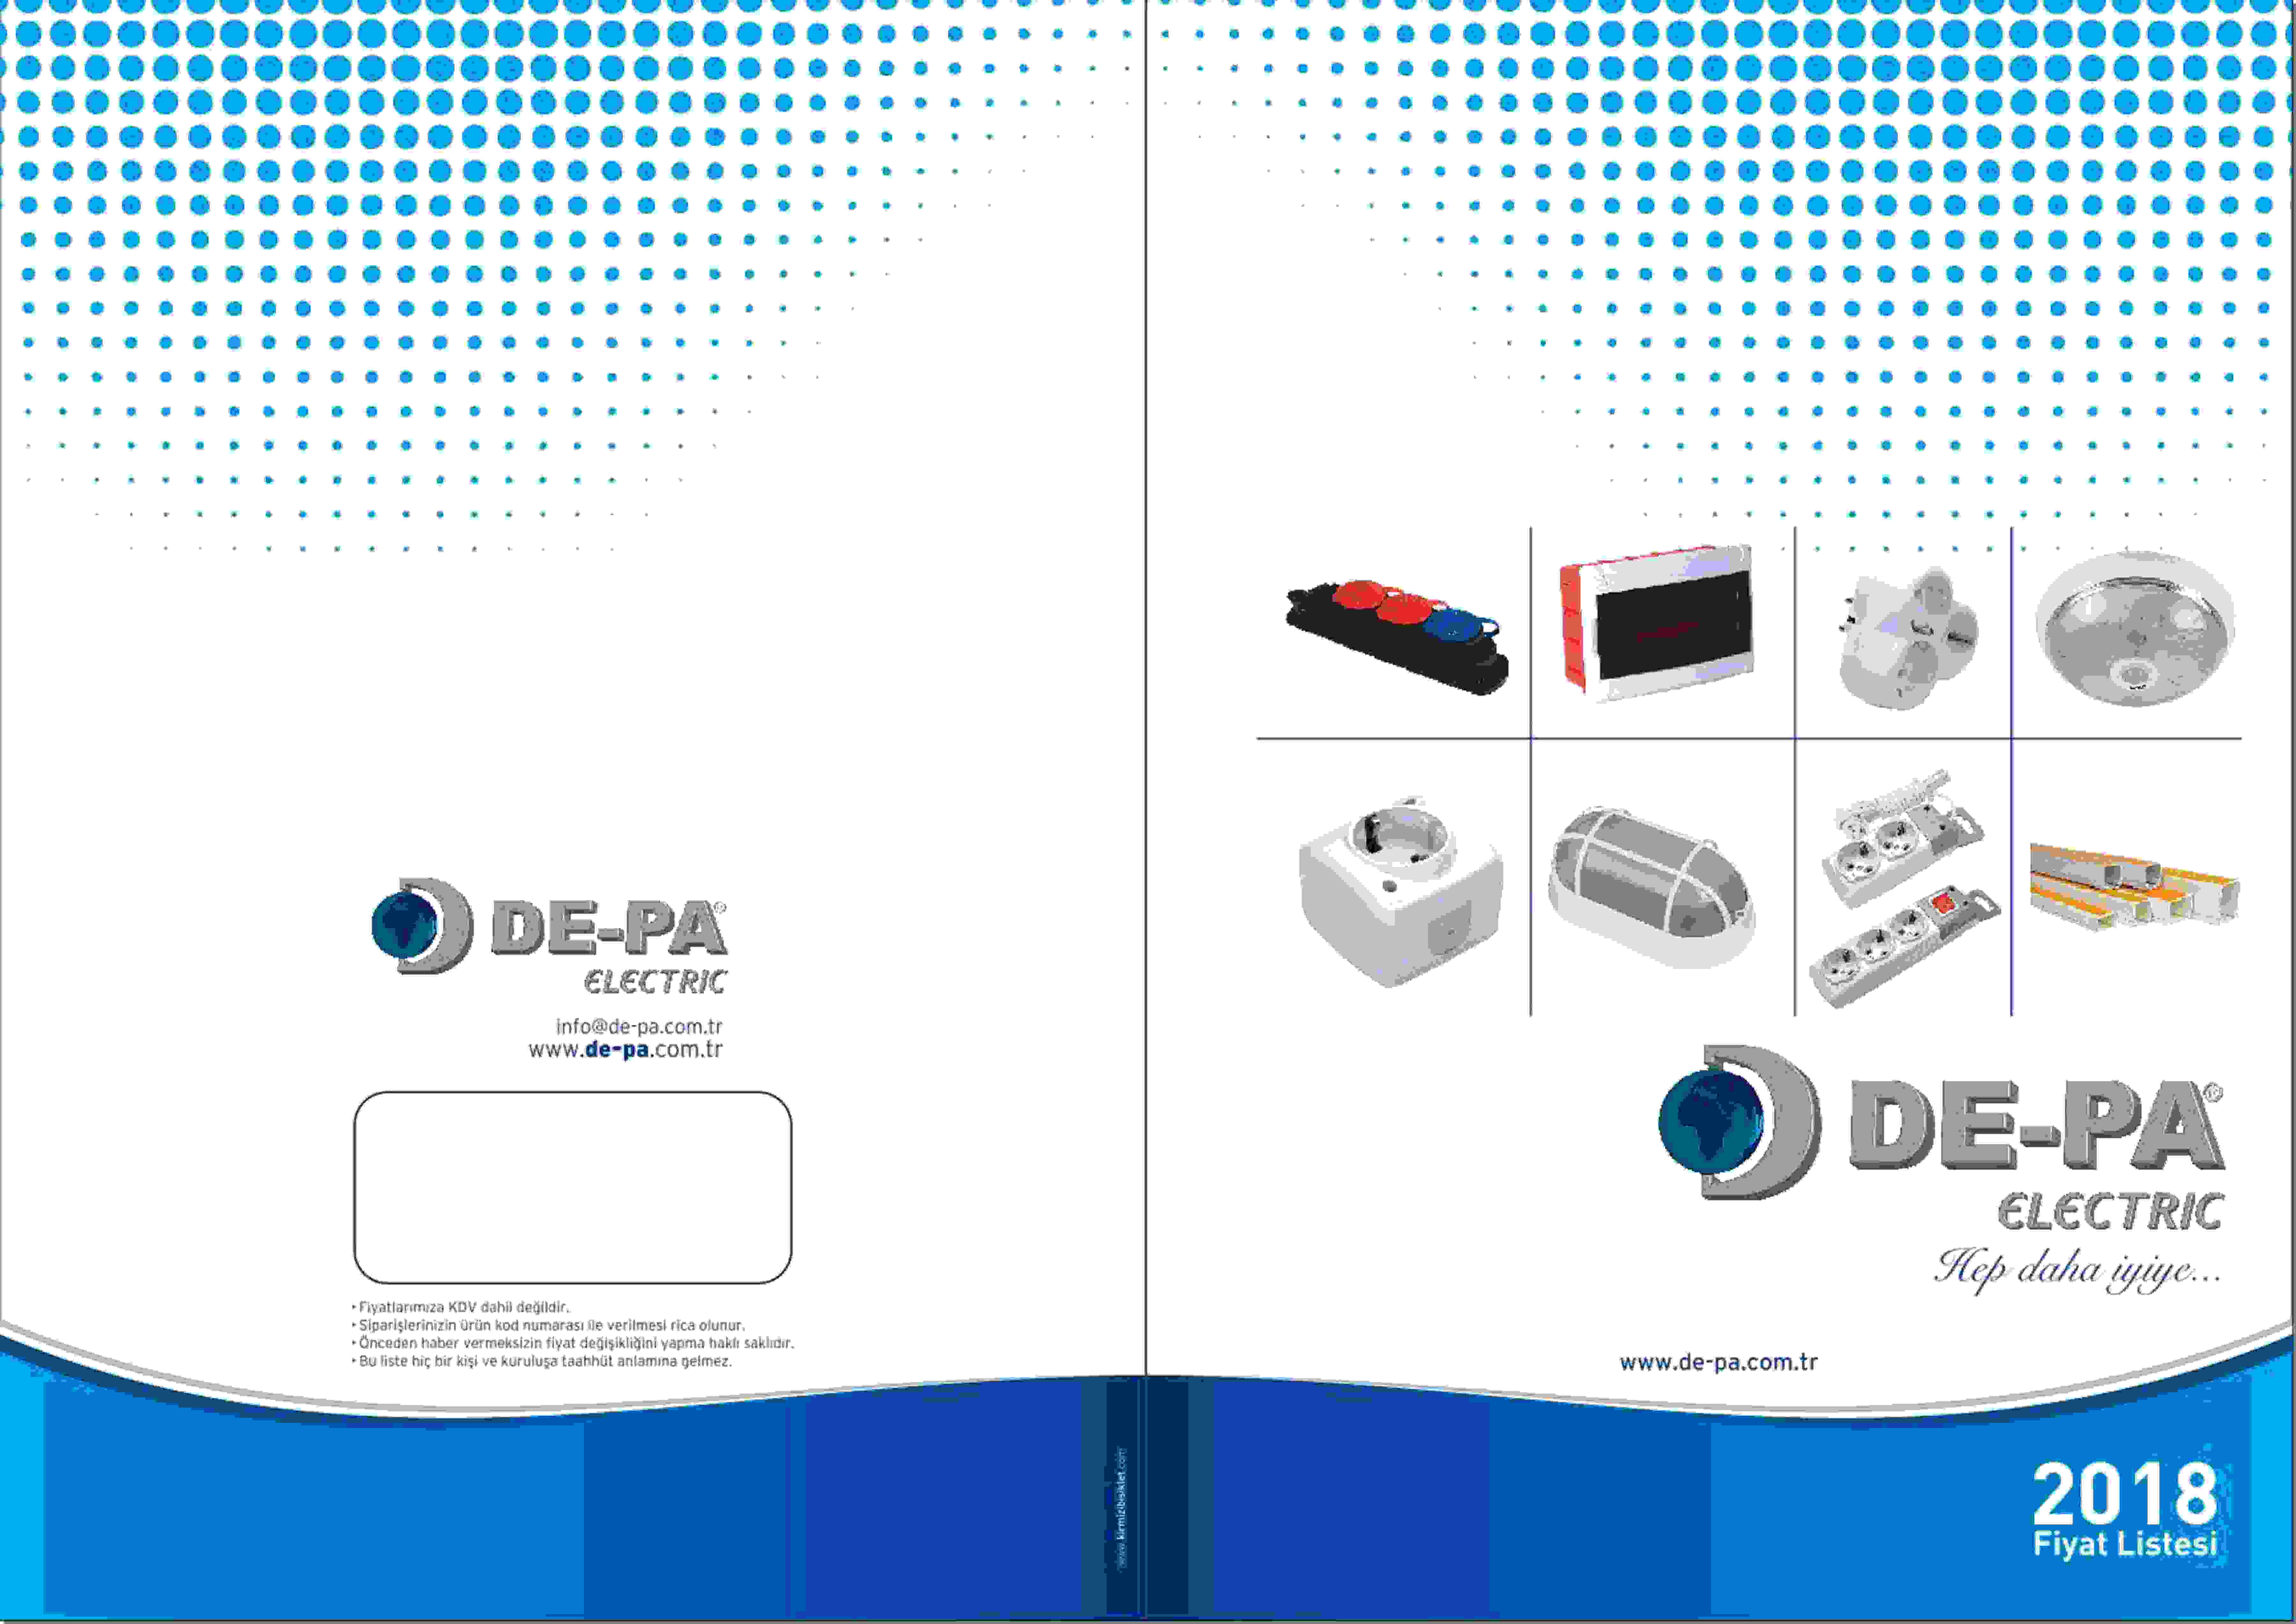 DE-PA®
ELECTRIC
info@de-pa.com.tr
www.de-pa.com.tr
• Fiyatlarımıza KDV dahil değildir.
• Siparişlerinizin ürün kod numarası ile verilmesi rica olunur.
• Önceden haber vermeksizin fiyat değişikliğini yapma haklı saklıdır.
• Bu liste hiç bir kişi ve kuruluşa taahhüt anlamına gelmez.
www.kirmizibisiklet.com
DE-PA®
ELECTRIC
Hep daha iyiye...
www.de-pa.com.tr
2018
Fiyat Listesi